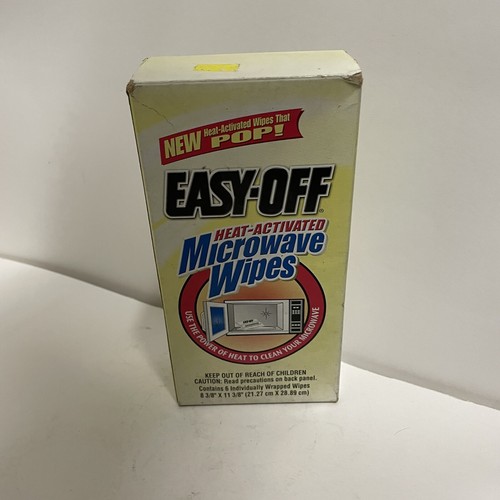 NEW Heat-Activated Wipes That
POP!
EASY-OFF
HEAT-ACTIVATED
Microwave
Wipes
USE THE POWER OF HEAT TO CLEAN YOUR MICROWAVE
KEEP OUT OF REACH OF CHILDREN
CAUTION: Read precautions on back panel.
Contains 6 Individually Wrapped Wipes
8 3/8" X 11 3/8" (21.27 cm X 28.89 cm)